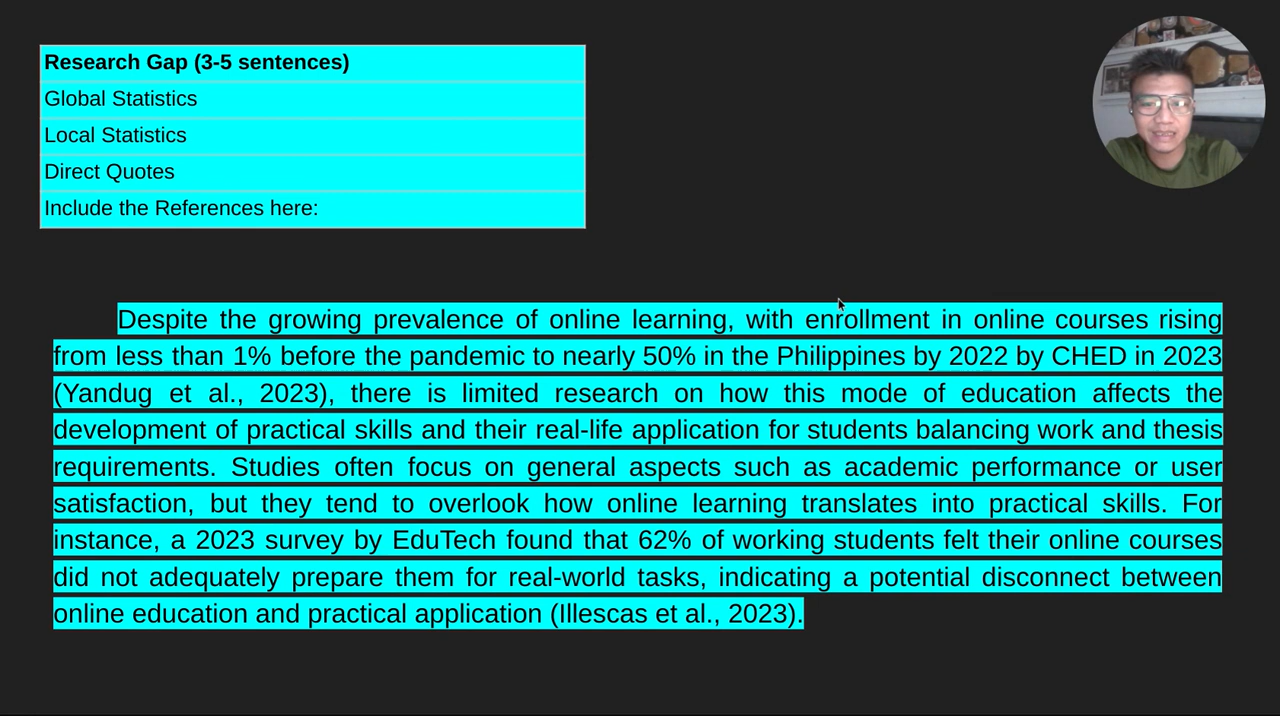 Research Gap (3-5 sentences)
Global Statistics
Local Statistics
Direct Quotes
Include the References here:
Despite the growing prevalence of online learning, with enrollment in online courses rising
from less than 1% before the pandemic to nearly 50% in the Philippines by 2022 by CHED in 2023
(Yandug et al., 2023), there is limited research on how this mode of education affects the
development of practical skills and their real-life application for students balancing work and thesis
requirements. Studies often focus on general aspects such as academic performance or user
satisfaction, but they tend to overlook how online learning translates into practical skills. For
instance, a 2023 survey by EduTech found that 62% of working students felt their online courses
did not adequately prepare them for real-world tasks, indicating a potential disconnect between
online education and practical application (Illescas et al., 2023).